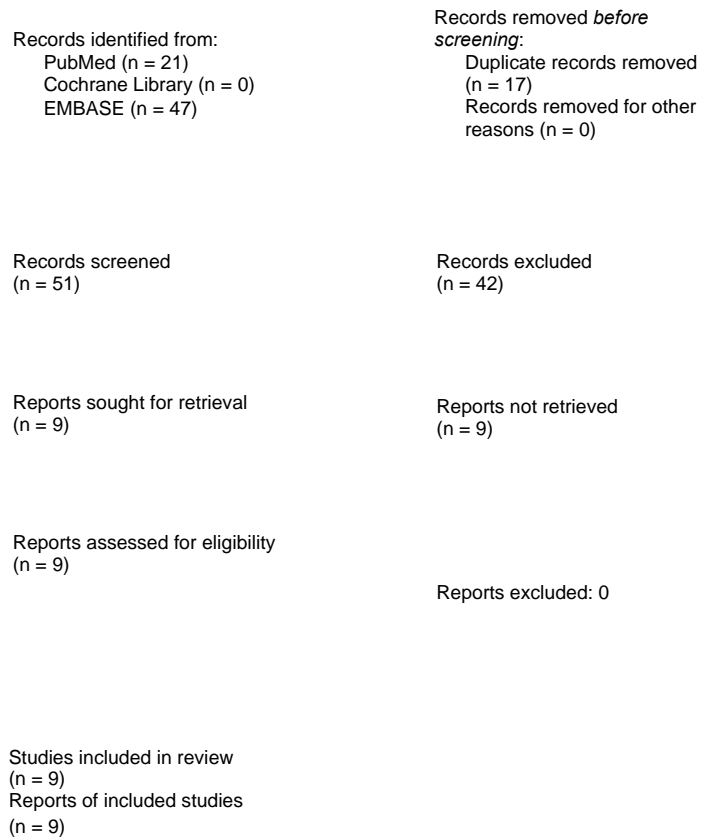 Records identified from:
PubMed (n = 21)
Cochrane Library (n = 0)
EMBASE (n = 47)
Records removed before
screening:
Duplicate records removed
(n = 17)
Records removed for other
reasons (n = 0)
Records screened
(n = 51)
Records excluded
(n = 42)
Reports sought for retrieval
(n = 9)
Reports not retrieved
(n = 9)
Reports assessed for eligibility
(n = 9)
Reports excluded: 0
Studies included in review
(n = 9)
Reports of included studies
(n = 9)